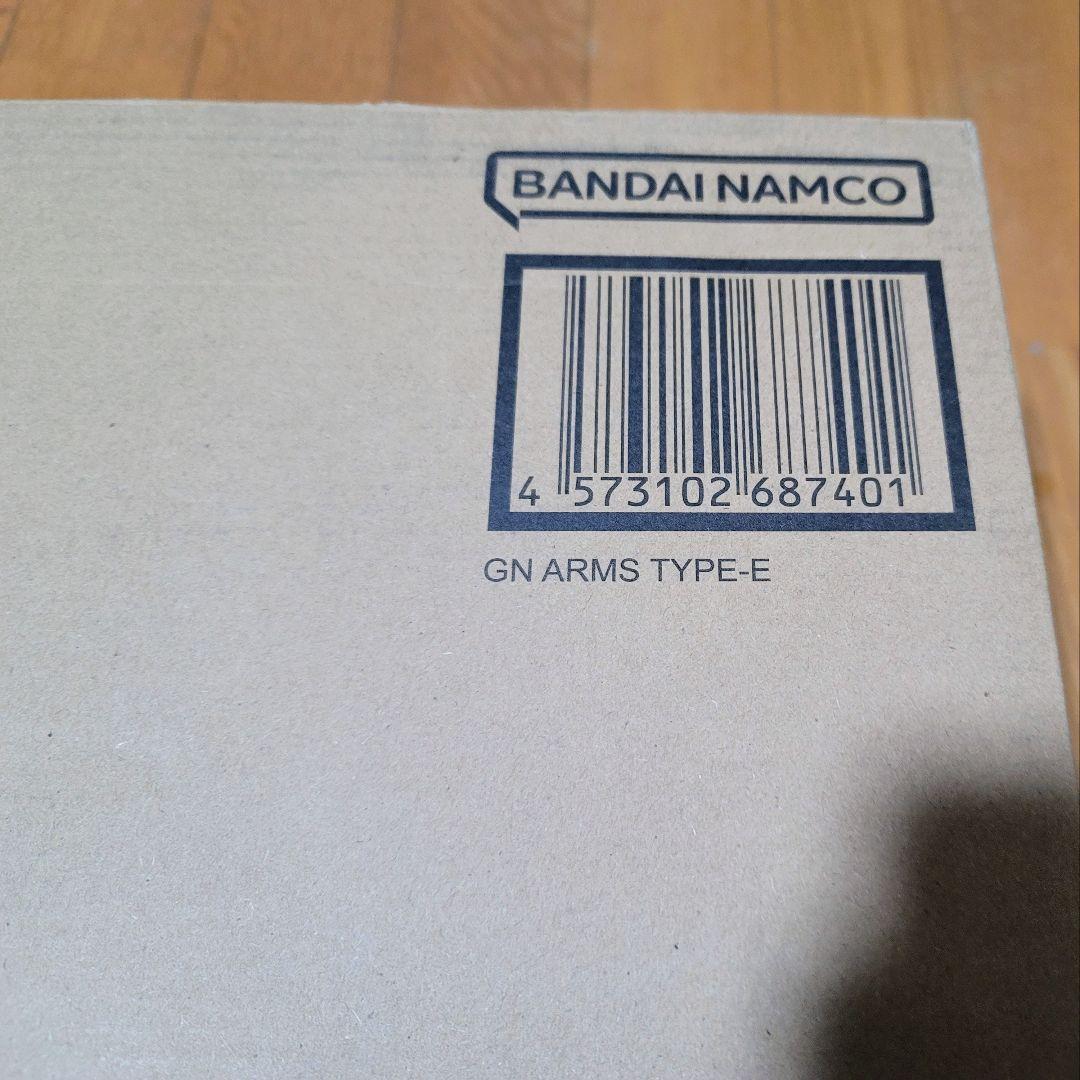 BANDAI NAMCO
4 573102 687401
GN ARMS TYPE-E